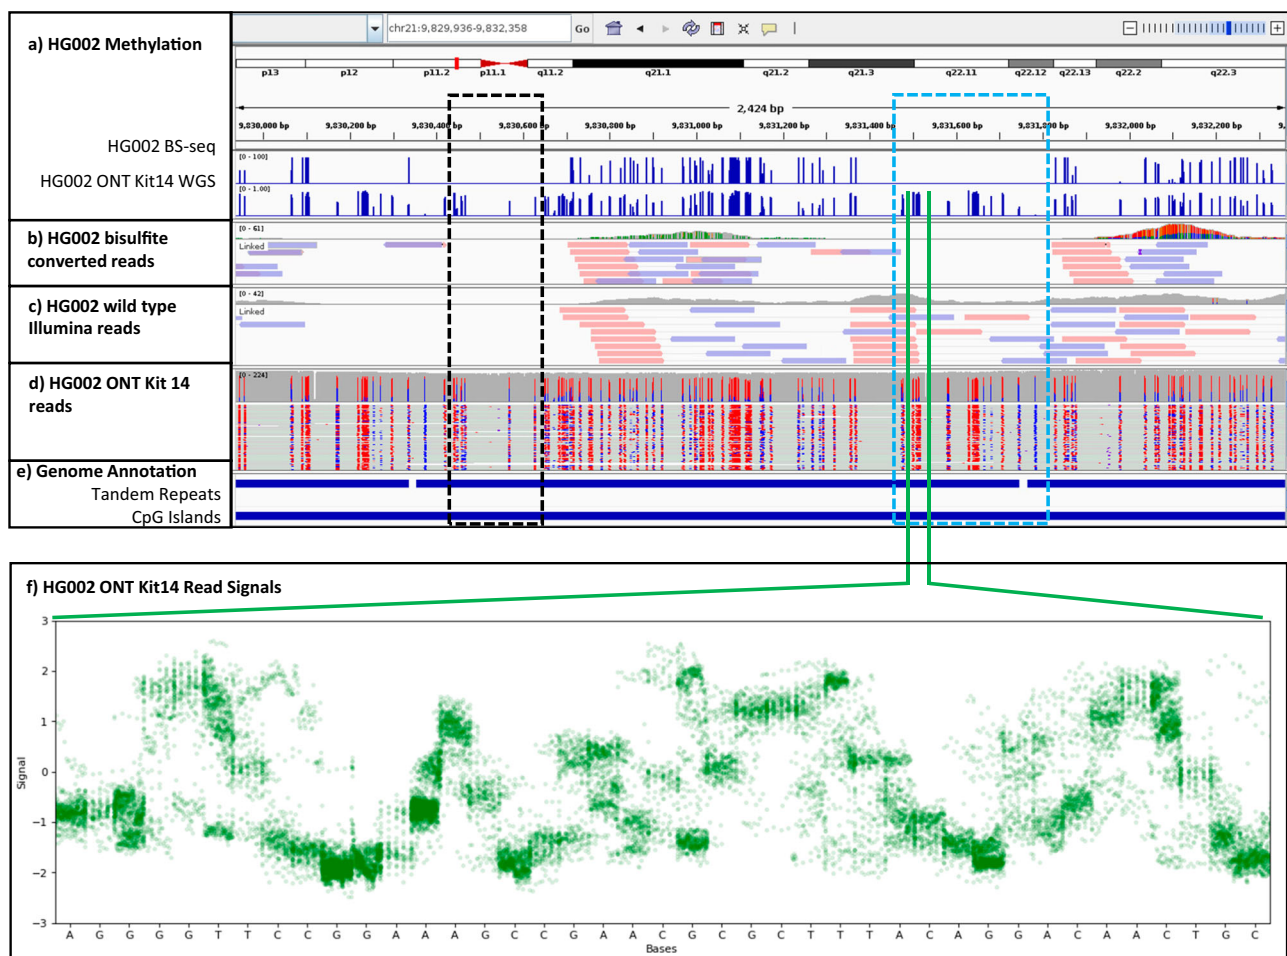 a) HG002 Methylation
HG002 BS-seq
HG002 ONT Kit14 WGS
b) HG002 bisulfite
converted reads
c) HG002 wild type
Illumina reads
d) HG002 ONT Kit 14
reads
e) Genome Annotation
Tandem Repeats
CpG Islands
chr21:9,829,936-9,832,358
Go
p13 p12 p11.2 p11.1 q11.2 q21.1 q21.2 q21.3 q22.11 q22.12 q22.13 q22.2 q22.3
2,424 bp
9,830,000 bp 9,830,200 bp 9,830,400 bp 9,830,600 bp 9,830,800 bp 9,831,000 bp 9,831,200 bp 9,831,400 bp 9,831,600 bp 9,831,800 bp 9,832,000 bp 9,832,200 bp 9,
[0 - 100]
[0 - 1.00]
[0 - 61]
Linked
[0 - 42]
Linked
[0 - 224]
f) HG002 ONT Kit14 Read Signals
3
2
1
0
−1
−2
−3
Signal
A G G G G T T C C G G A A A G C C G A A C G C G C T T T A C A G G A C A A C T G C
Bases